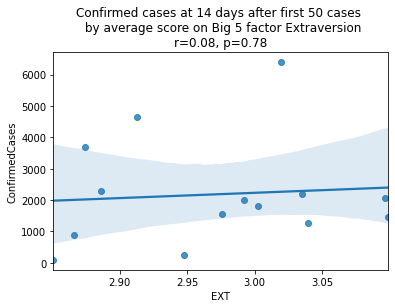 Confirmed cases at 14 days after first 50 cases
by average score on Big 5 factor Extraversion
r=0.08, p=0.78
6000
5000
4000
3000
2000
1000
0
ConfirmedCases
2.90
2.95
3.00
3.05
EXT